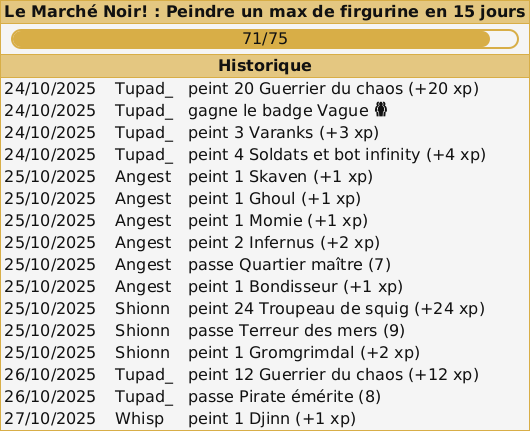 Le Marché Noir! : Peindre un max de firgurine en 15 jours
71/75
Historique
24/10/2025 Tupad_ peint 20 Guerrier du chaos (+20 xp)
24/10/2025 Tupad_ gagne le badge Vague
24/10/2025 Tupad_ peint 3 Varanks (+3 xp)
24/10/2025 Tupad_ peint 4 Soldats et bot infinity (+4 xp)
25/10/2025 Angest peint 1 Skaven (+1 xp)
25/10/2025 Angest peint 1 Ghoul (+1 xp)
25/10/2025 Angest peint 1 Momie (+1 xp)
25/10/2025 Angest peint 2 Infernus (+2 xp)
25/10/2025 Angest passe Quartier maître (7)
25/10/2025 Angest peint 1 Bondisseur (+1 xp)
25/10/2025 Shionn peint 24 Troupeau de squig (+24 xp)
25/10/2025 Shionn passe Terreur des mers (9)
25/10/2025 Shionn peint 1 Gromgrimdal (+2 xp)
26/10/2025 Tupad_ peint 12 Guerrier du chaos (+12 xp)
26/10/2025 Tupad_ passe Pirate émérite (8)
27/10/2025 Whisp peint 1 Djinn (+1 xp)